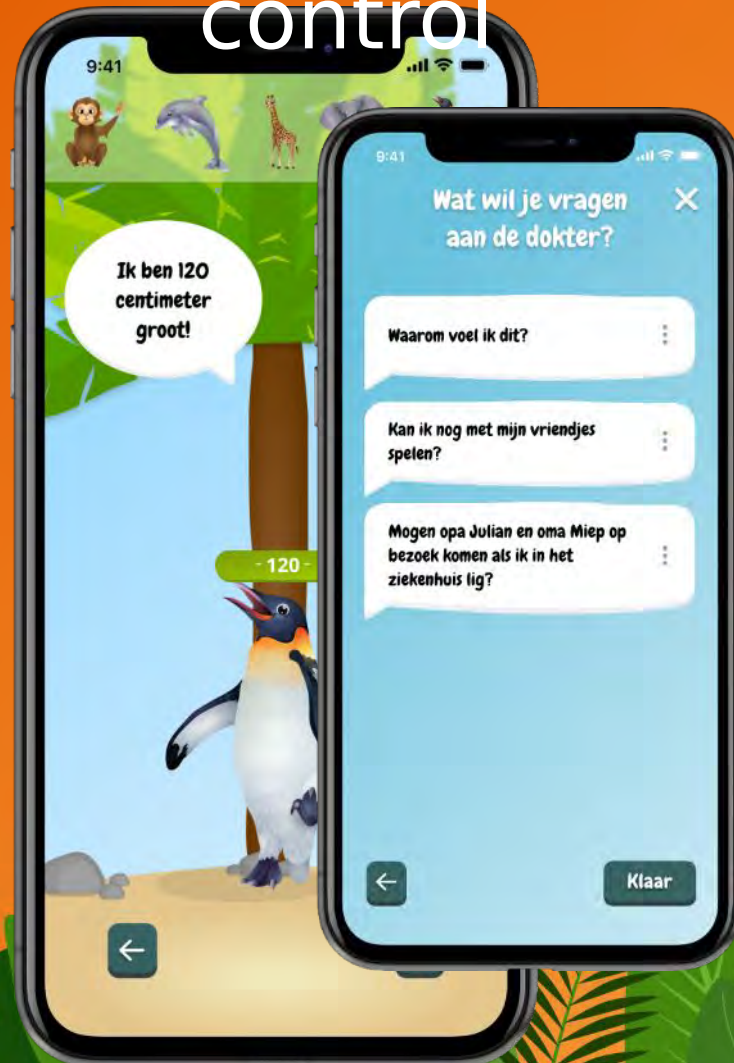 control
9:41
Ik ben 120
centimeter
groot!
- 120 -
9:41
Wat wil je vragen
aan de dokter?
Waarom voel ik dit?
Kan ik nog met mijn vriendjes
spelen?
Mogen opa Julian en oma Miep op
bezoek komen als ik in het
ziekenhuis lig?
Klaar